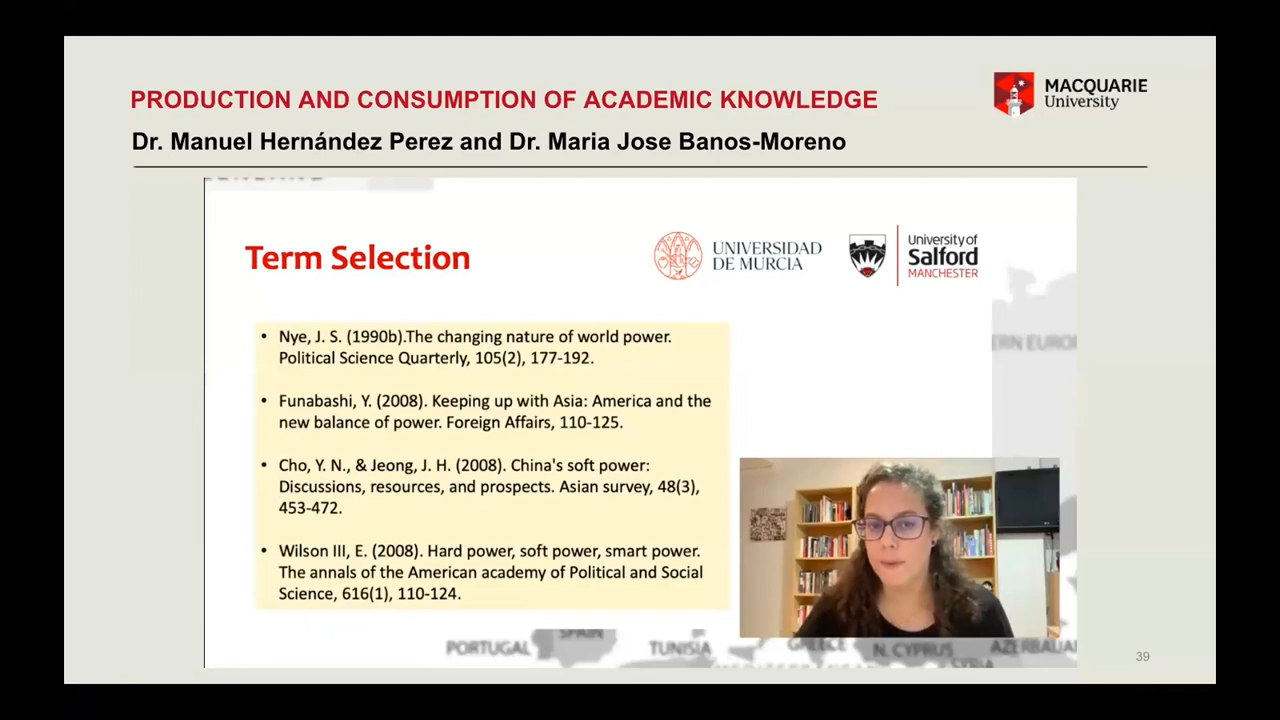 PRODUCTION AND CONSUMPTION OF ACADEMIC KNOWLEDGE
MACQUARIE
University
Dr. Manuel Hernández Perez and Dr. Maria Jose Banos-Moreno
Term Selection
UNIVERSIDAD
DE MURCIA
University of
Salford
MANCHESTER
• Nye, J. S. (1990b).The changing nature of world power.
Political Science Quarterly, 105(2), 177-192.
• Funabashi, Y. (2008). Keeping up with Asia: America and the
new balance of power. Foreign Affairs, 110-125.
• Cho, Y. N., & Jeong, J. H. (2008). China's soft power:
Discussions, resources, and prospects. Asian survey, 48(3),
453-472.
• Wilson III, E. (2008). Hard power, soft power, smart power.
The annals of the American academy of Political and Social
Science, 616(1), 110-124.
PORTUGAL
SPAIN
TUNISIA
GREECE
N. CYPRUS
SYRIA
39